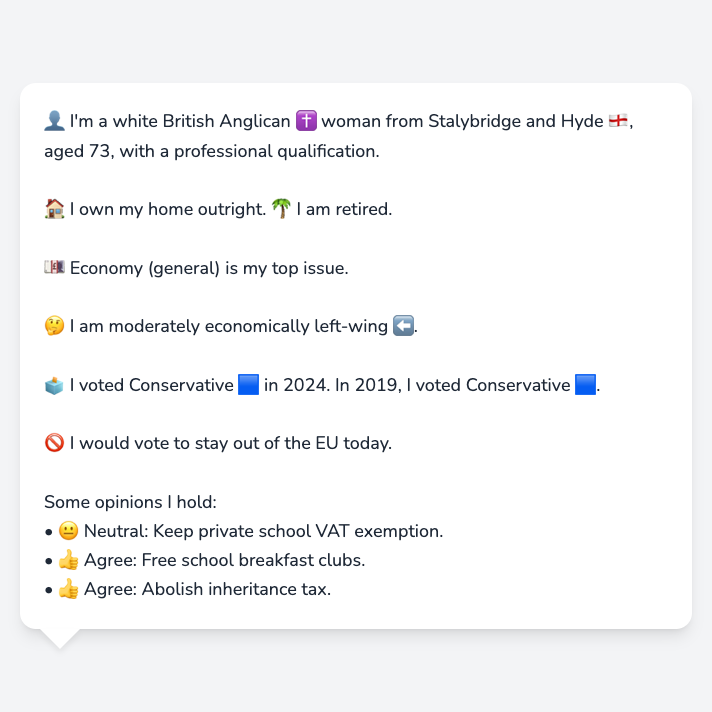 👤 I'm a white British Anglican ✝️ woman from Stalybridge and Hyde 🏴󠁧󠁢󠁥󠁮󠁧󠁿,
aged 73, with a professional qualification.
🏠 I own my home outright. 🌴 I am retired.
💷 Economy (general) is my top issue.
🤔 I am moderately economically left-wing ⬅️.
🗳️ I voted Conservative 🟦 in 2024. In 2019, I voted Conservative 🟦.
🚫 I would vote to stay out of the EU today.
Some opinions I hold:
• 😐 Neutral: Keep private school VAT exemption.
• 👍 Agree: Free school breakfast clubs.
• 👍 Agree: Abolish inheritance tax.